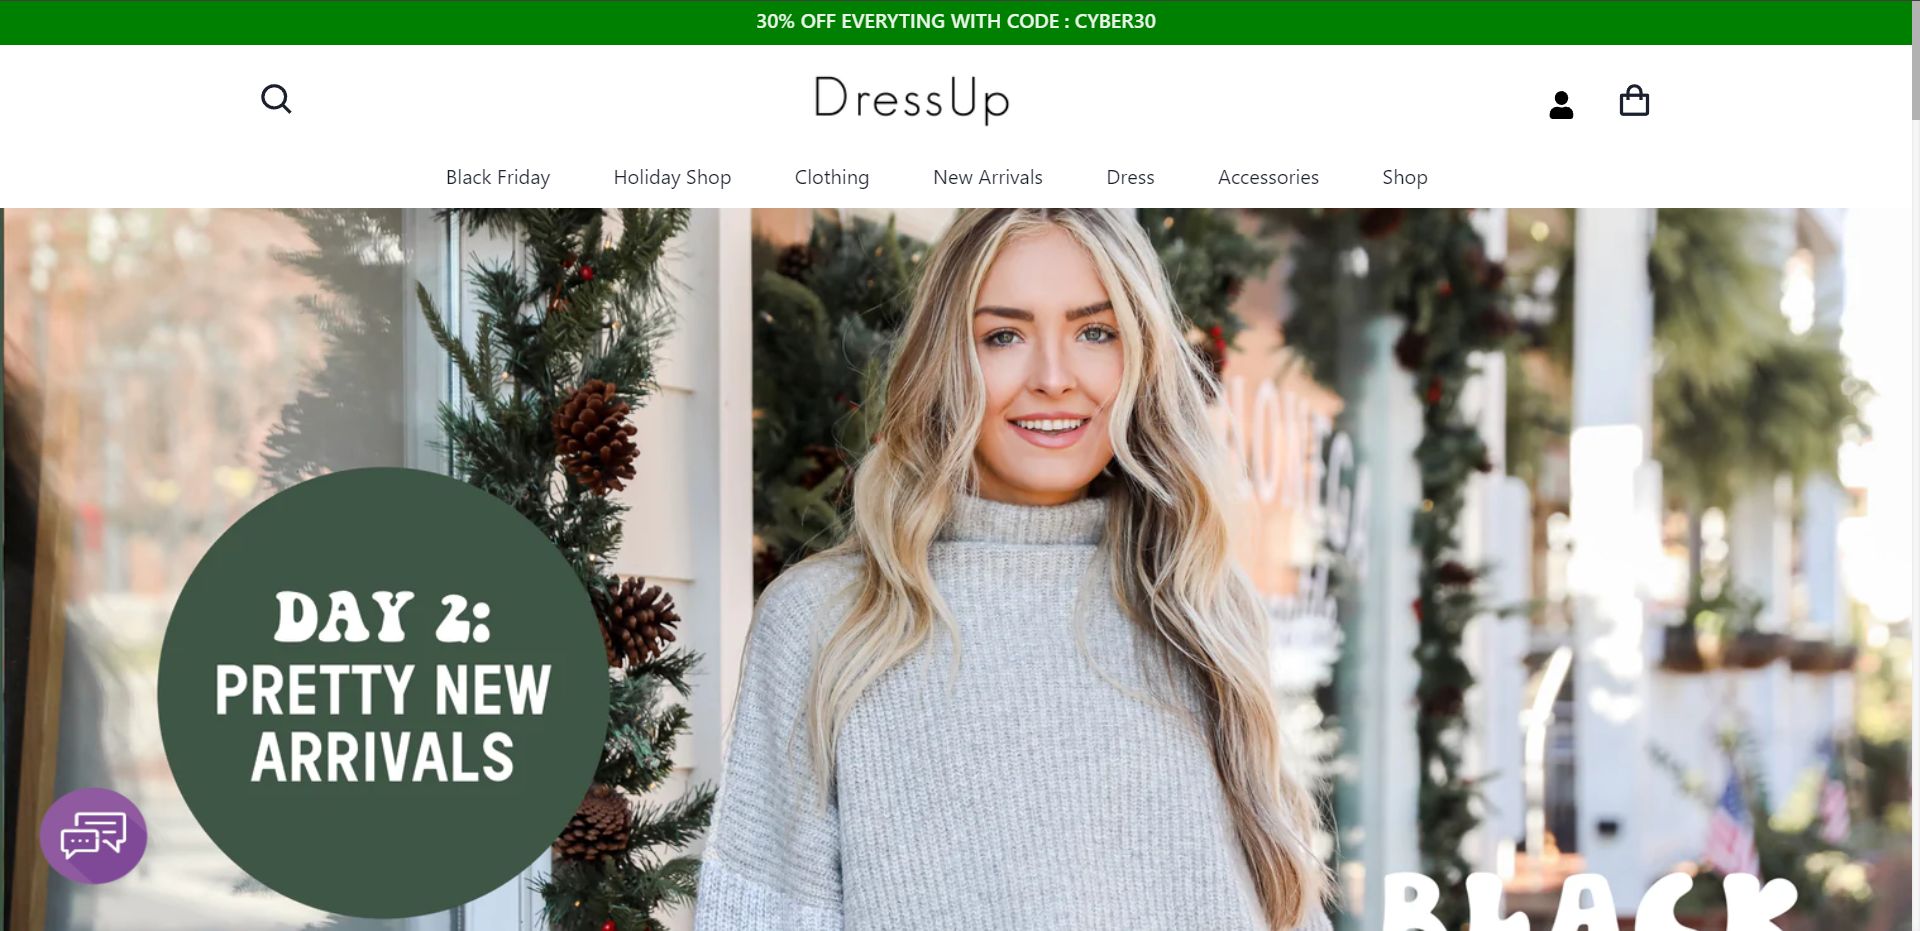 30% OFF EVERYTING WITH CODE : CYBER30
DressUp
Black Friday Holiday Shop Clothing New Arrivals Dress Accessories Shop
DAY 2:
PRETTY NEW
ARRIVALS
BLACK